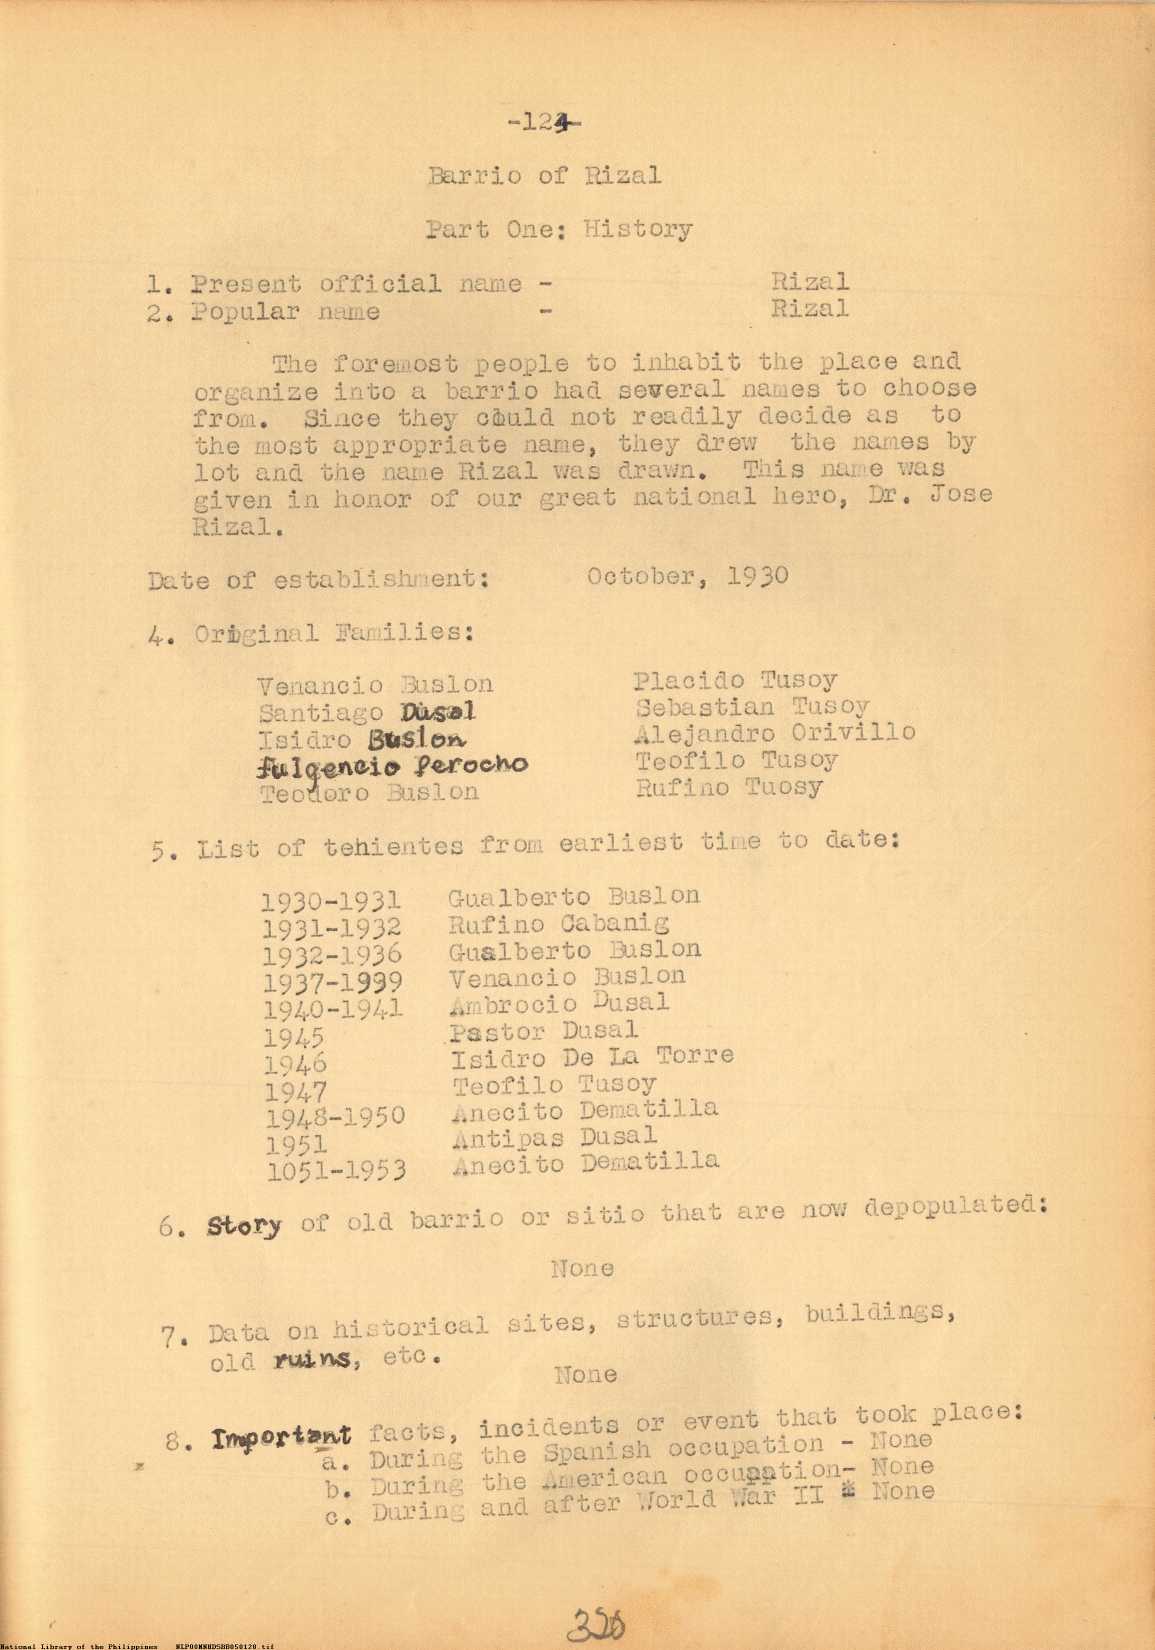 -124-
Barrio of Rizal
Part One: History
1. Present official name - Rizal
2. Popular name - Rizal
The foremost people to inhabit the place and
organize into a barrio had several names to choose
from. Since they could not readily decide as to
the most appropriate name, they drew the names by
lot and the name Rizal was drawn. This name was
given in honor of our great national hero, Dr. Jose
Rizal.
Date of establishment: October, 1930
4. Original Families:
Venancio Buslon Placido Tusoy
Santiago Dusal Sebastian Tusoy
Isidro Buslon Alejandro Orivillo
Fulgencio Perocho Teofilo Tusoy
Teodoro Buslon Rufino Tuosy
5. List of tehientes from earliest time to date:
1930-1931 Gualberto Buslon
1931-1932 Rufino Cabanig
1932-1936 Gualberto Buslon
1937-1939 Venancio Buslon
1940-1941 Ambrocio Dusal
1945 Pastor Dusal
1946 Isidro De La Torre
1947 Teofilo Tusoy
1948-1950 Anecito Dematilla
1951 Antipas Dusal
1051-1953 Anecito Dematilla
6. Story of old barrio or sitio that are now depopulated:
None
7. Data on historical sites, structures, buildings,
old ruins, etc.
None
8. Important facts, incidents or event that took place:
a. During the Spanish occupation - None
b. During the American occupation- None
c. During and after World War II - None
National Library of the Philippines NLP00MNHDSHB050120.tif